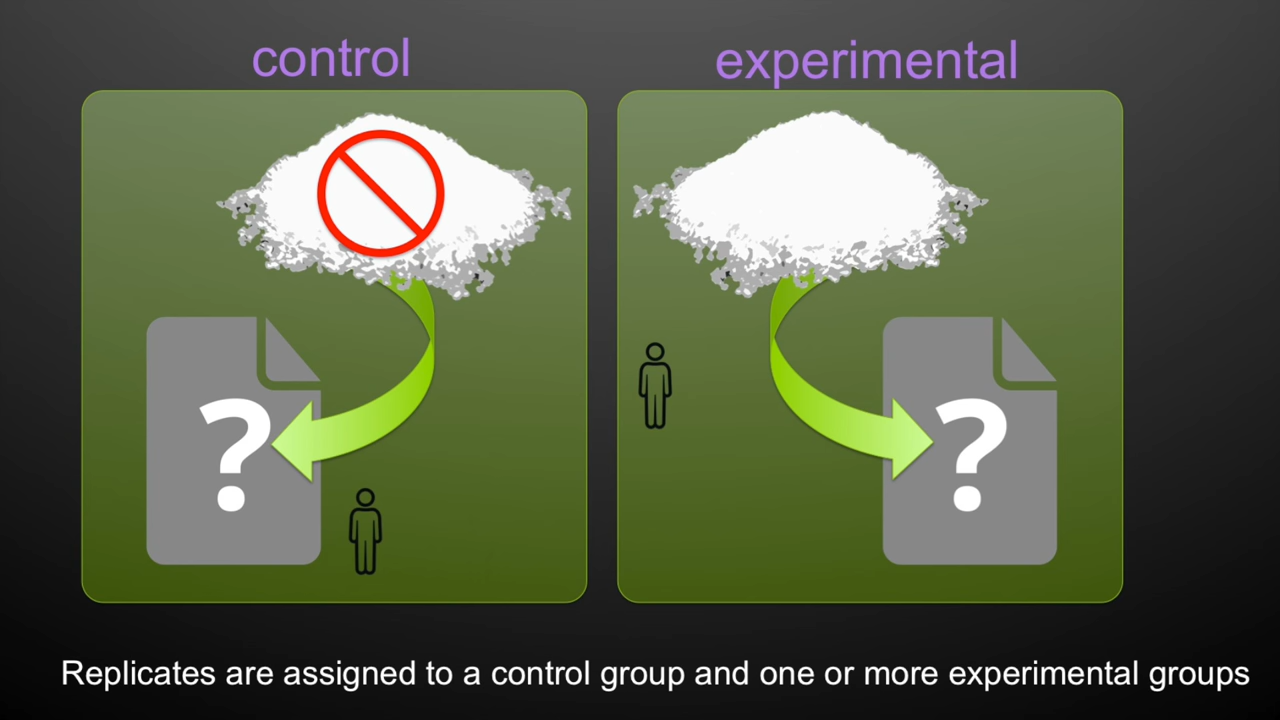 control
experimental
?
?
Replicates are assigned to a control group and one or more experimental groups